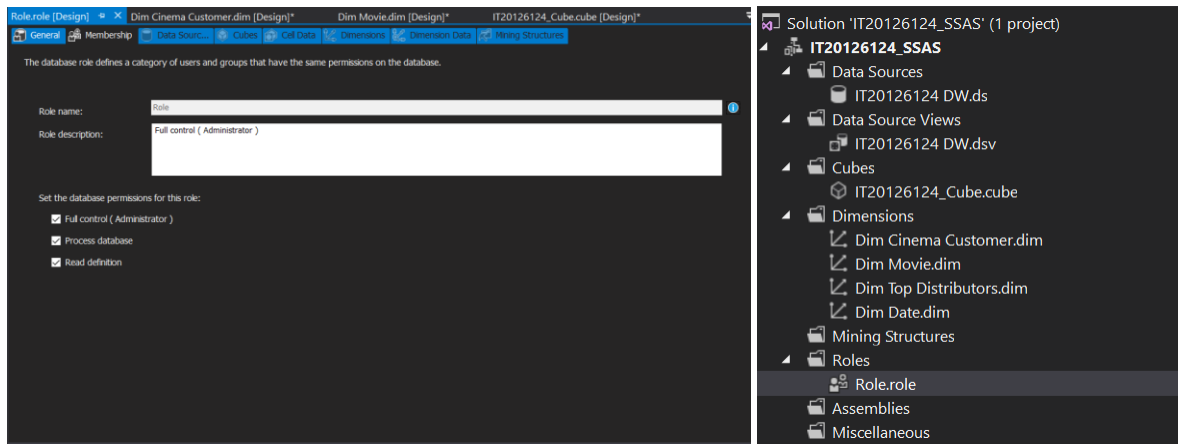 Role.role [Design] Dim Cinema Customer.dim [Design]* Dim Movie.dim [Design]* IT20126124_Cube.cube [Design]*
General Membership Data Sourc... Cubes Cell Data Dimensions Dimension Data Mining Structures
The database role defines a category of users and groups that have the same permissions on the database.
Role name: Role
Role description: Full control ( Administrator )
Set the database permissions for this role:
Full control ( Administrator )
Process database
Read definition
Solution 'IT20126124_SSAS' (1 project)
IT20126124_SSAS
Data Sources
IT20126124 DW.ds
Data Source Views
IT20126124 DW.dsv
Cubes
IT20126124_Cube.cube
Dimensions
Dim Cinema Customer.dim
Dim Movie.dim
Dim Top Distributors.dim
Dim Date.dim
Mining Structures
Roles
Role.role
Assemblies
Miscellaneous